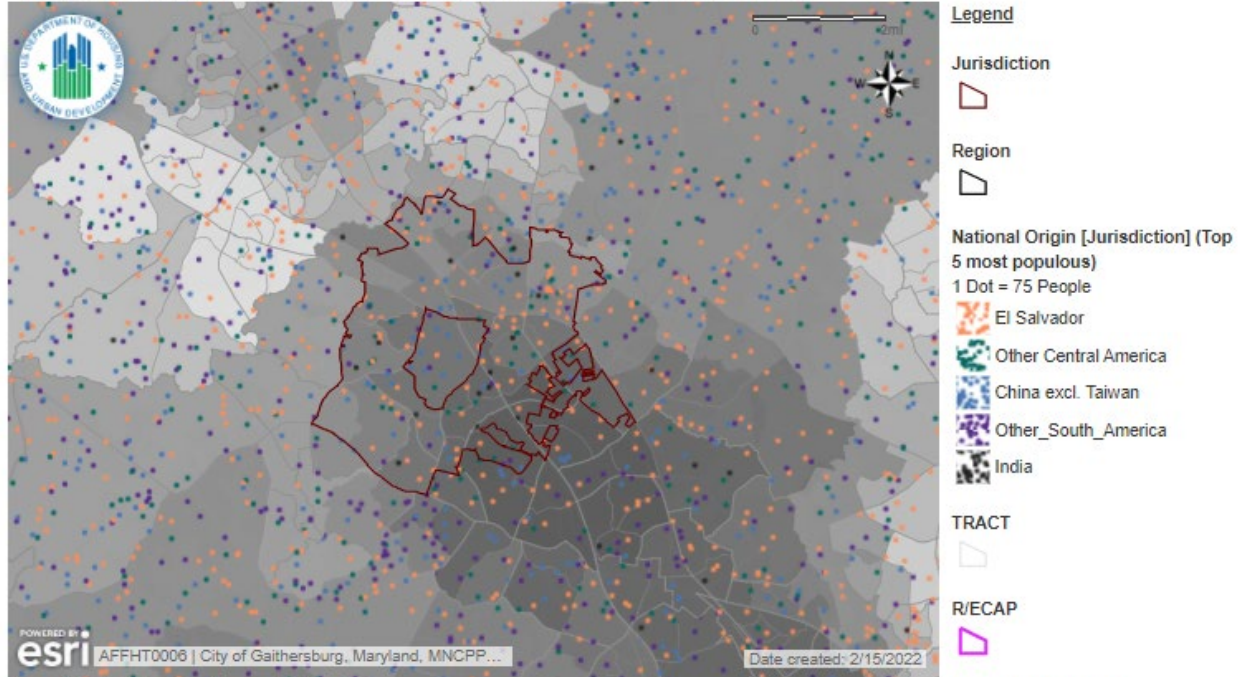 U.S. DEPARTMENT OF HOUSING
AND URBAN DEVELOPMENT
0 1 2mi
N
W E
S
POWERED BY
esri
AFFHT0006 | City of Gaithersburg, Maryland, MNCPP...
Date created: 2/15/2022
Legend
Jurisdiction
Region
National Origin [Jurisdiction] (Top
5 most populous)
1 Dot = 75 People
El Salvador
Other Central America
China excl. Taiwan
Other_South_America
India
TRACT
R/ECAP